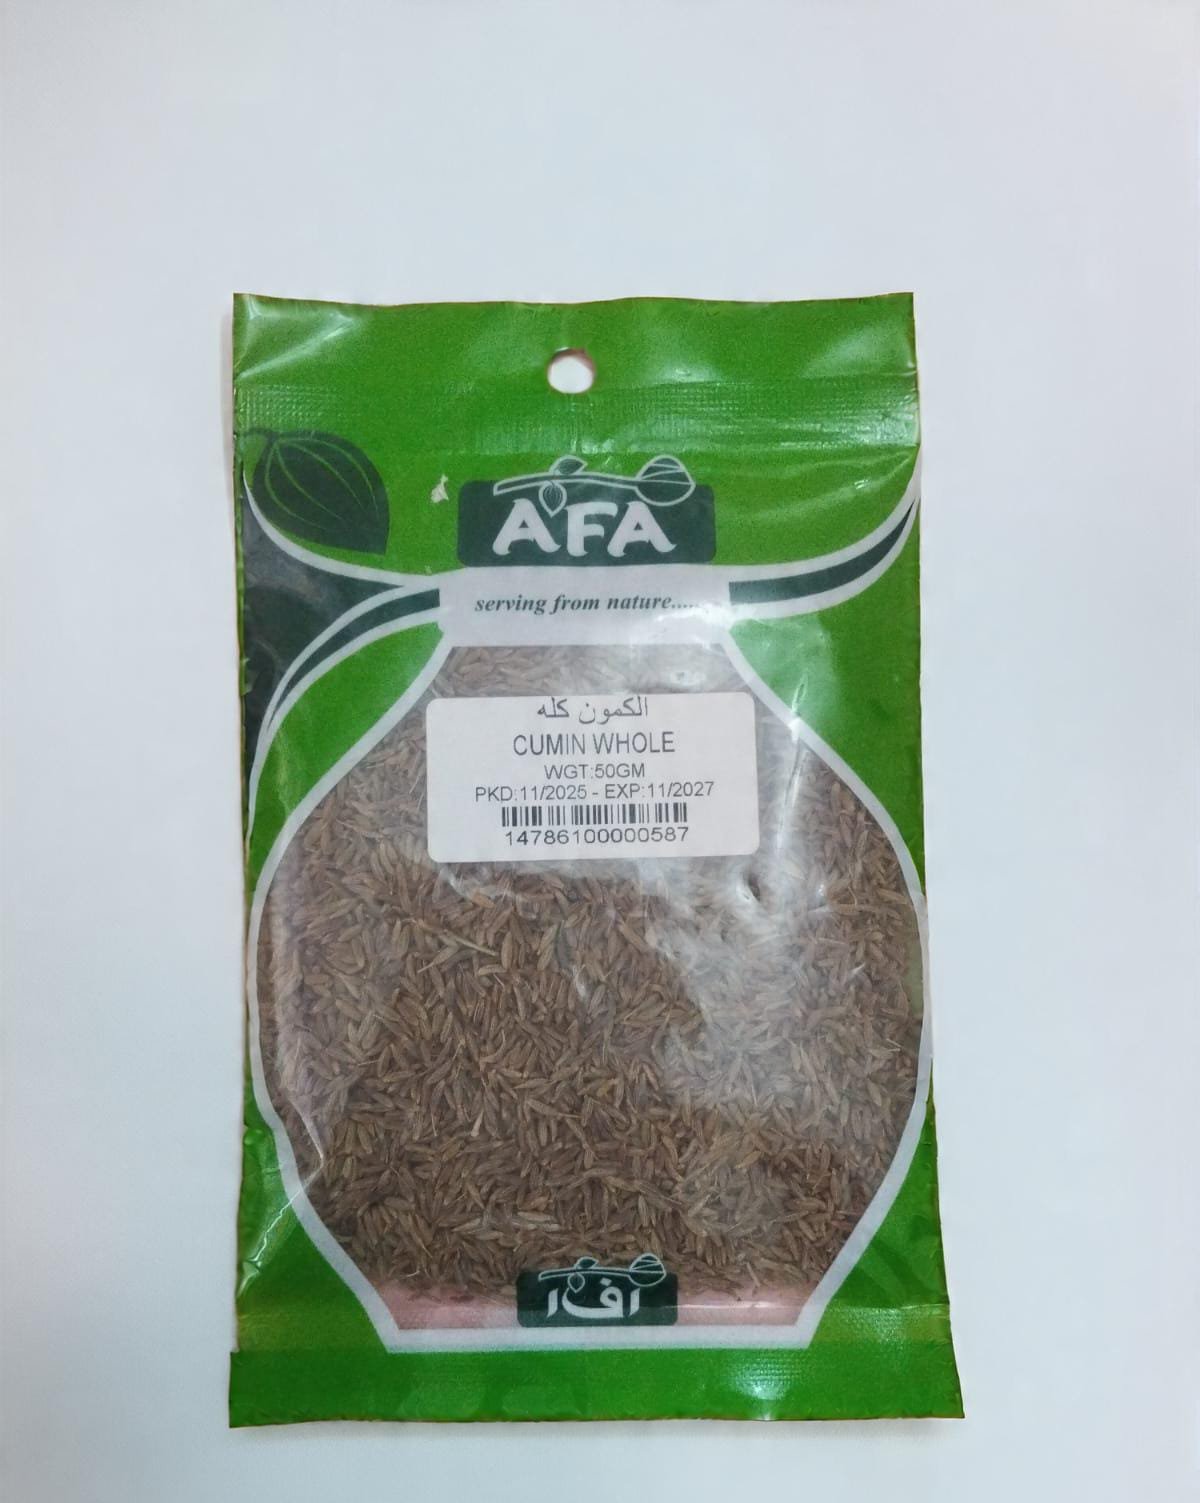 AFA
serving from nature.....
الكمون كله
CUMIN WHOLE
WGT:50GM
PKD:11/2025 - EXP:11/2027
14786100000587
افا